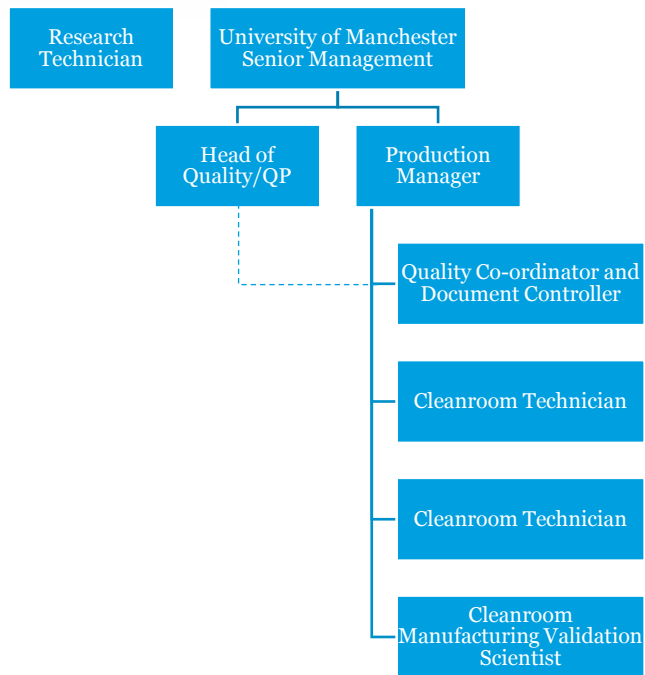 Research
Technician
University of Manchester
Senior Management
Head of
Quality/QP
Production
Manager
Quality Co-ordinator and
Document Controller
Cleanroom Technician
Cleanroom Technician
Cleanroom
Manufacturing Validation
Scientist